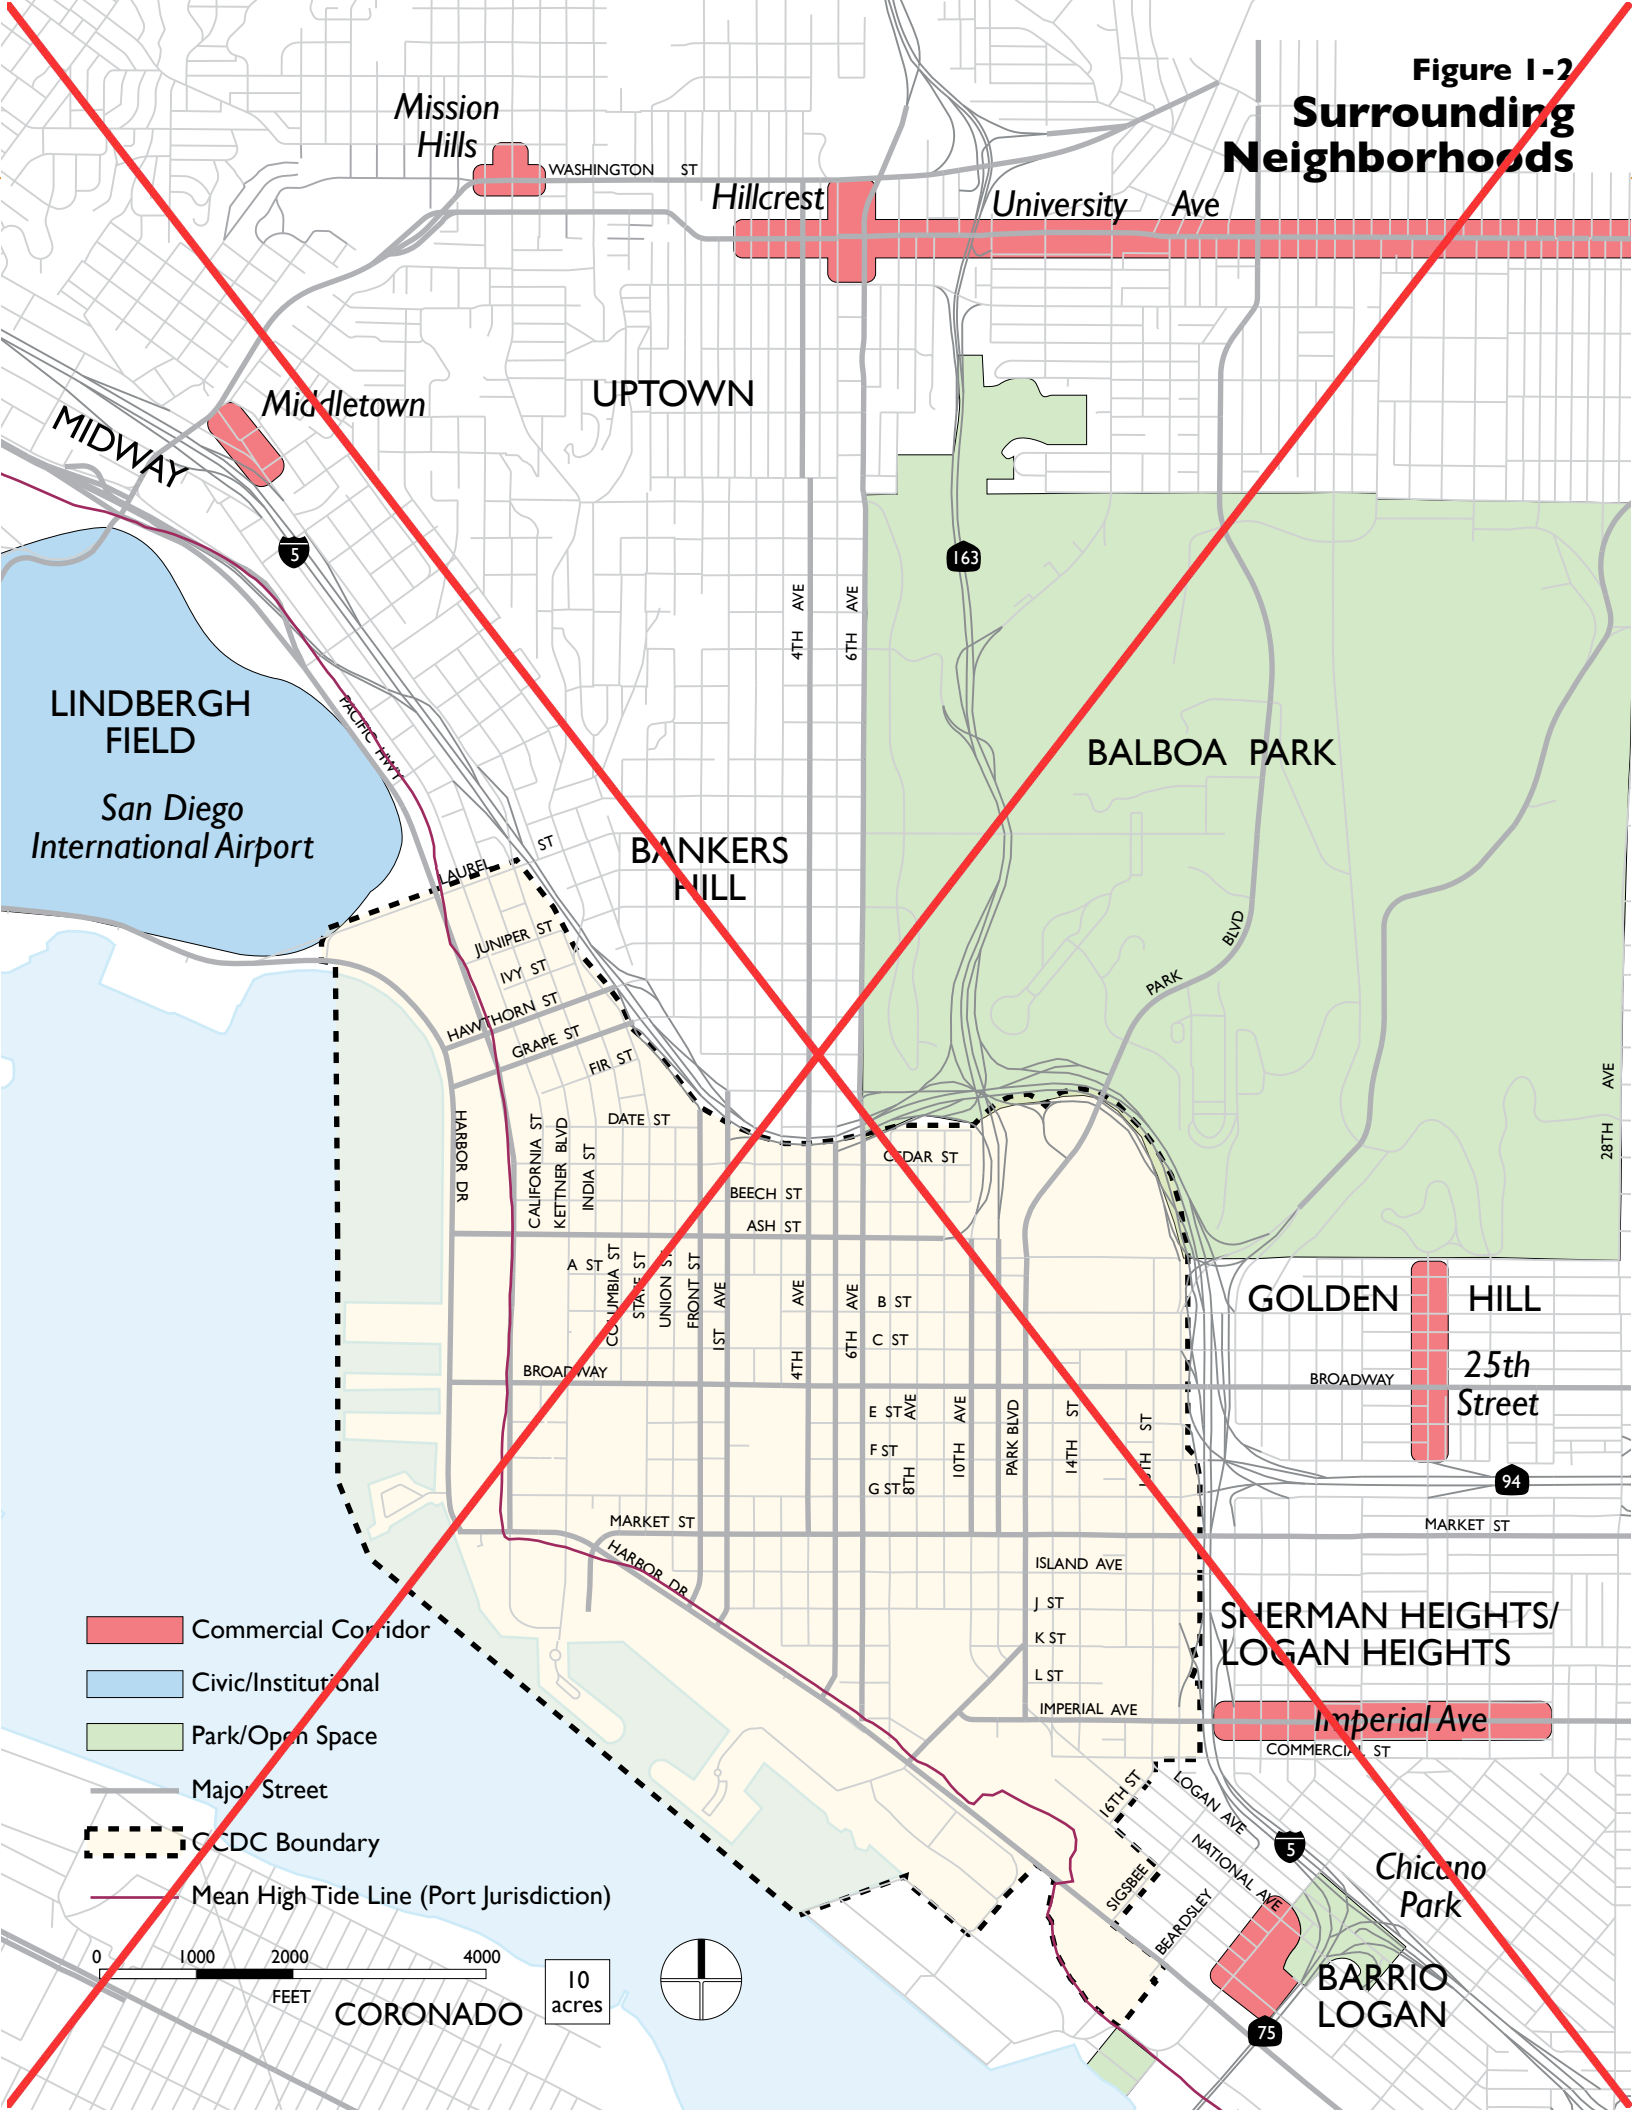 Figure 1-2
Surrounding
Neighborhoods
Mission
Hills
WASHINGTON ST
Hillcrest
University Ave
Middletown
UPTOWN
MIDWAY
5
163
4TH AVE
6TH AVE
LINDBERGH
FIELD
San Diego
International Airport
PACIFIC HWY
BALBOA PARK
BANKERS
HILL
LAUREL ST
JUNIPER ST
IVY ST
HAWTHORN ST
GRAPE ST
FIR ST
PARK BLVD
28TH AVE
HARBOR DR
CALIFORNIA ST
KETTNER BLVD
INDIA ST
DATE ST
CEDAR ST
BEECH ST
ASH ST
A ST
COLUMBIA ST
STATE ST
UNION ST
FRONT ST
1ST AVE
4TH AVE
6TH AVE
B ST
C ST
GOLDEN HILL
25th
Street
BROADWAY
BROADWAY
E ST
F ST
G ST
8TH AVE
10TH AVE
PARK BLVD
14TH ST
ST
94
MARKET ST
MARKET ST
HARBOR DR
ISLAND AVE
J ST
K ST
L ST
IMPERIAL AVE
SHERMAN HEIGHTS/
LOGAN HEIGHTS
Imperial Ave
COMMERCIAL ST
16TH ST
LOGAN AVE
NATIONAL AVE
SIGSBEE
BEARDSLEY
5
Chicano
Park
BARRIO
LOGAN
75
Commercial Corridor
Civic/Institutional
Park/Open Space
Major Street
CCDC Boundary
Mean High Tide Line (Port Jurisdiction)
0 1000 2000 4000
FEET
10
acres
CORONADO